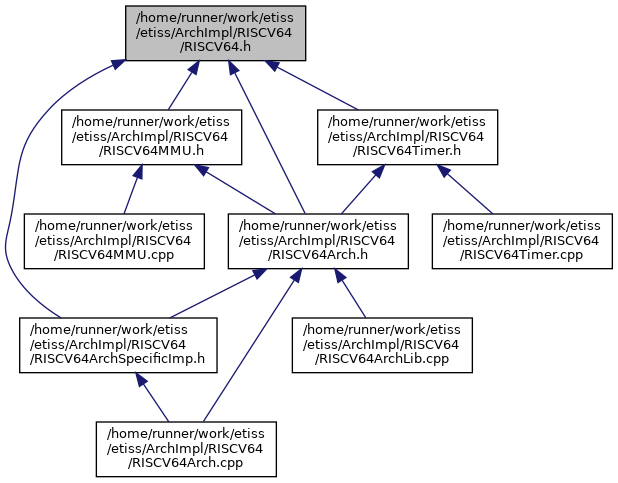 /home/runner/work/etiss
/etiss/ArchImpl/RISCV64
/RISCV64.h
/home/runner/work/etiss
/etiss/ArchImpl/RISCV64
/RISCV64MMU.h
/home/runner/work/etiss
/etiss/ArchImpl/RISCV64
/RISCV64Timer.h
/home/runner/work/etiss
/etiss/ArchImpl/RISCV64
/RISCV64MMU.cpp
/home/runner/work/etiss
/etiss/ArchImpl/RISCV64
/RISCV64Arch.h
/home/runner/work/etiss
/etiss/ArchImpl/RISCV64
/RISCV64Timer.cpp
/home/runner/work/etiss
/etiss/ArchImpl/RISCV64
/RISCV64ArchSpecificImp.h
/home/runner/work/etiss
/etiss/ArchImpl/RISCV64
/RISCV64ArchLib.cpp
/home/runner/work/etiss
/etiss/ArchImpl/RISCV64
/RISCV64Arch.cpp